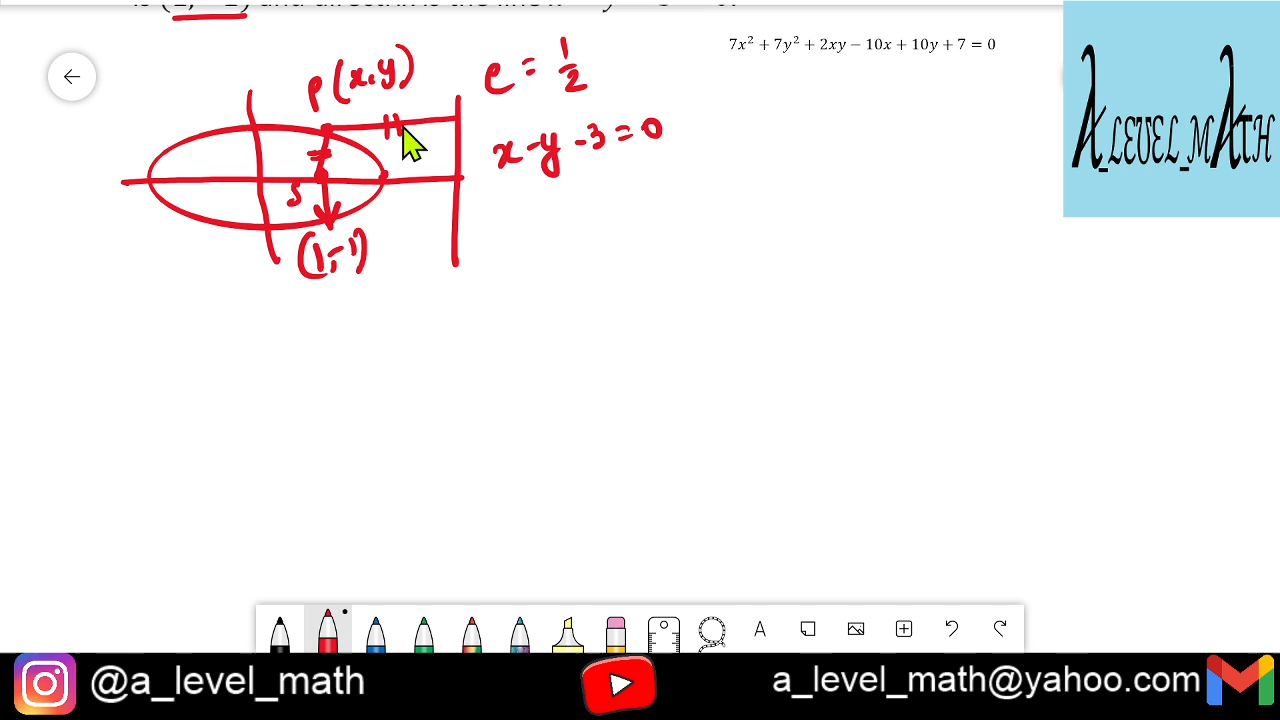 7x² + 7y² + 2xy − 10x + 10y + 7 = 0
P(x,y)
e = 1/2
x - y - 3 = 0
S
(1,-1)
A_LEVEL_MATH
A
@a_level_math
a_level_math@yahoo.com